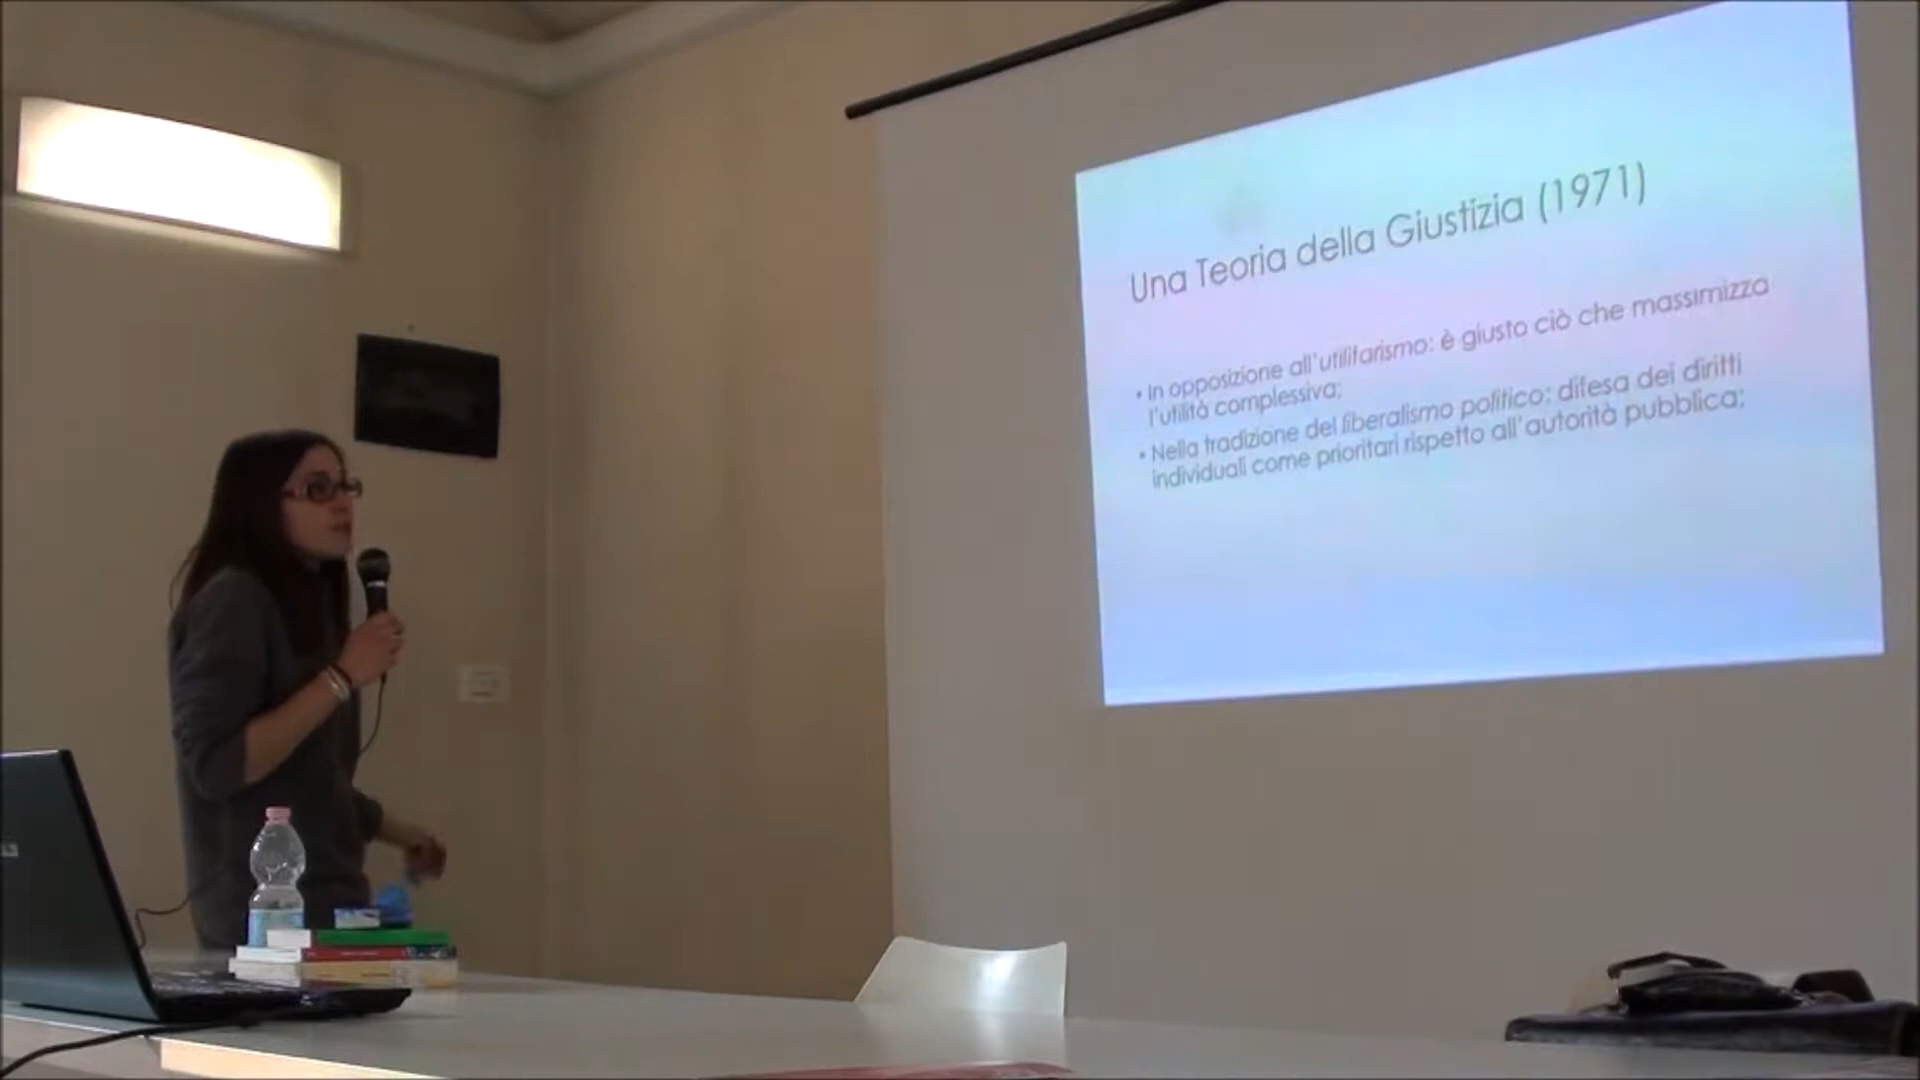 Una Teoria della Giustizia (1971)
• In opposizione all'utilitarismo: è giusto ciò che massimizza
l'utilità complessiva;
• Nella tradizione del liberalismo politico: difesa dei diritti
individuali come prioritari rispetto all'autorità pubblica;